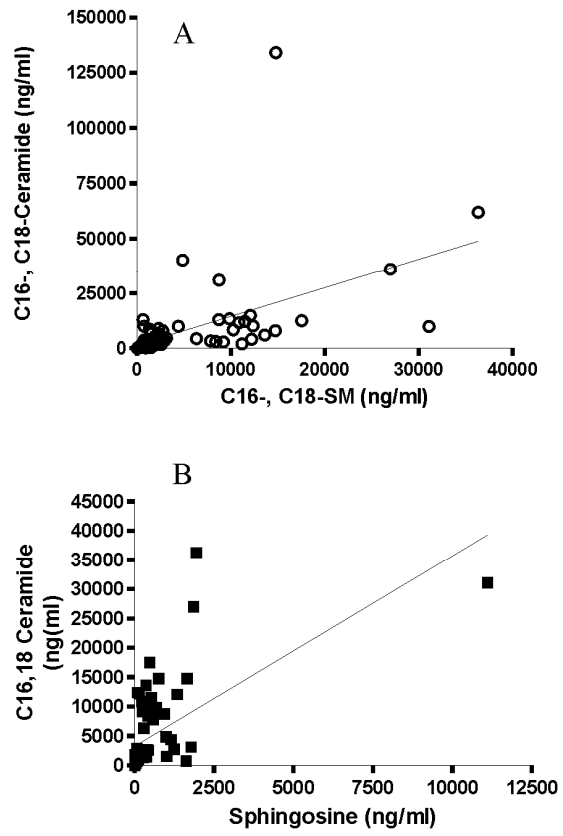 A
150000
125000
100000
75000
50000
25000
0
C16-, C18-Ceramide (ng/ml)
0 10000 20000 30000 40000
C16-, C18-SM (ng/ml)
B
45000
40000
35000
30000
25000
20000
15000
10000
5000
0
C16,18 Ceramide
(ng(ml)
0 2500 5000 7500 10000 12500
Sphingosine (ng/ml)